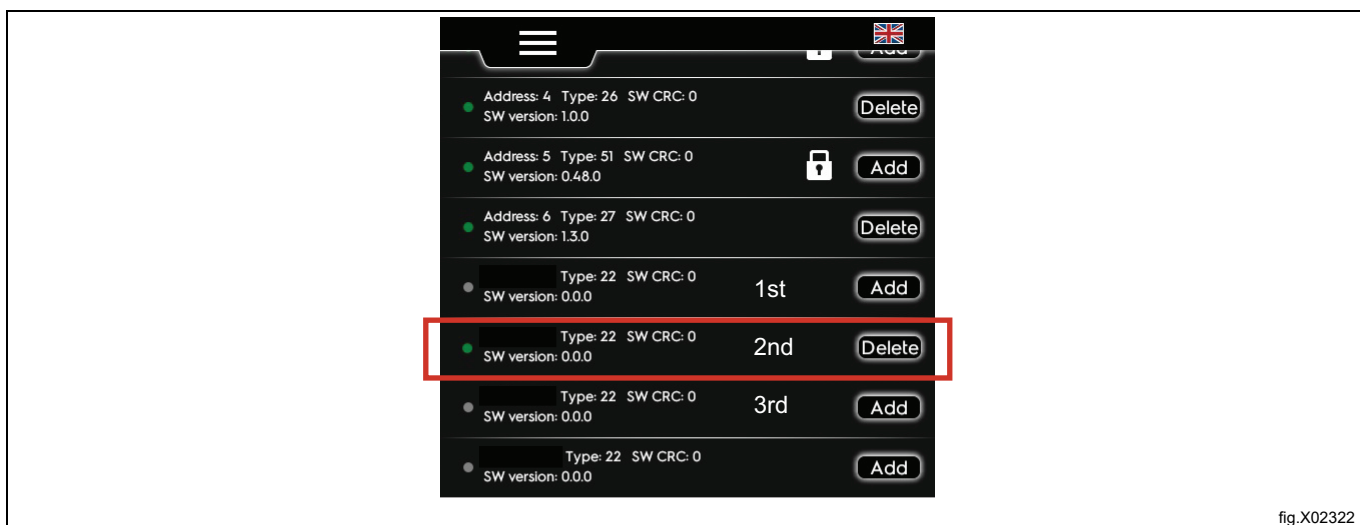 Add
Address: 4 Type: 26 SW CRC: 0
SW version: 1.0.0
Delete
Address: 5 Type: 51 SW CRC: 0
SW version: 0.48.0
Add
Address: 6 Type: 27 SW CRC: 0
SW version: 1.3.0
Delete
Type: 22 SW CRC: 0
SW version: 0.0.0
1st
Add
Type: 22 SW CRC: 0
SW version: 0.0.0
2nd
Delete
Type: 22 SW CRC: 0
SW version: 0.0.0
3rd
Add
Type: 22 SW CRC: 0
SW version: 0.0.0
Add
fig.X02322